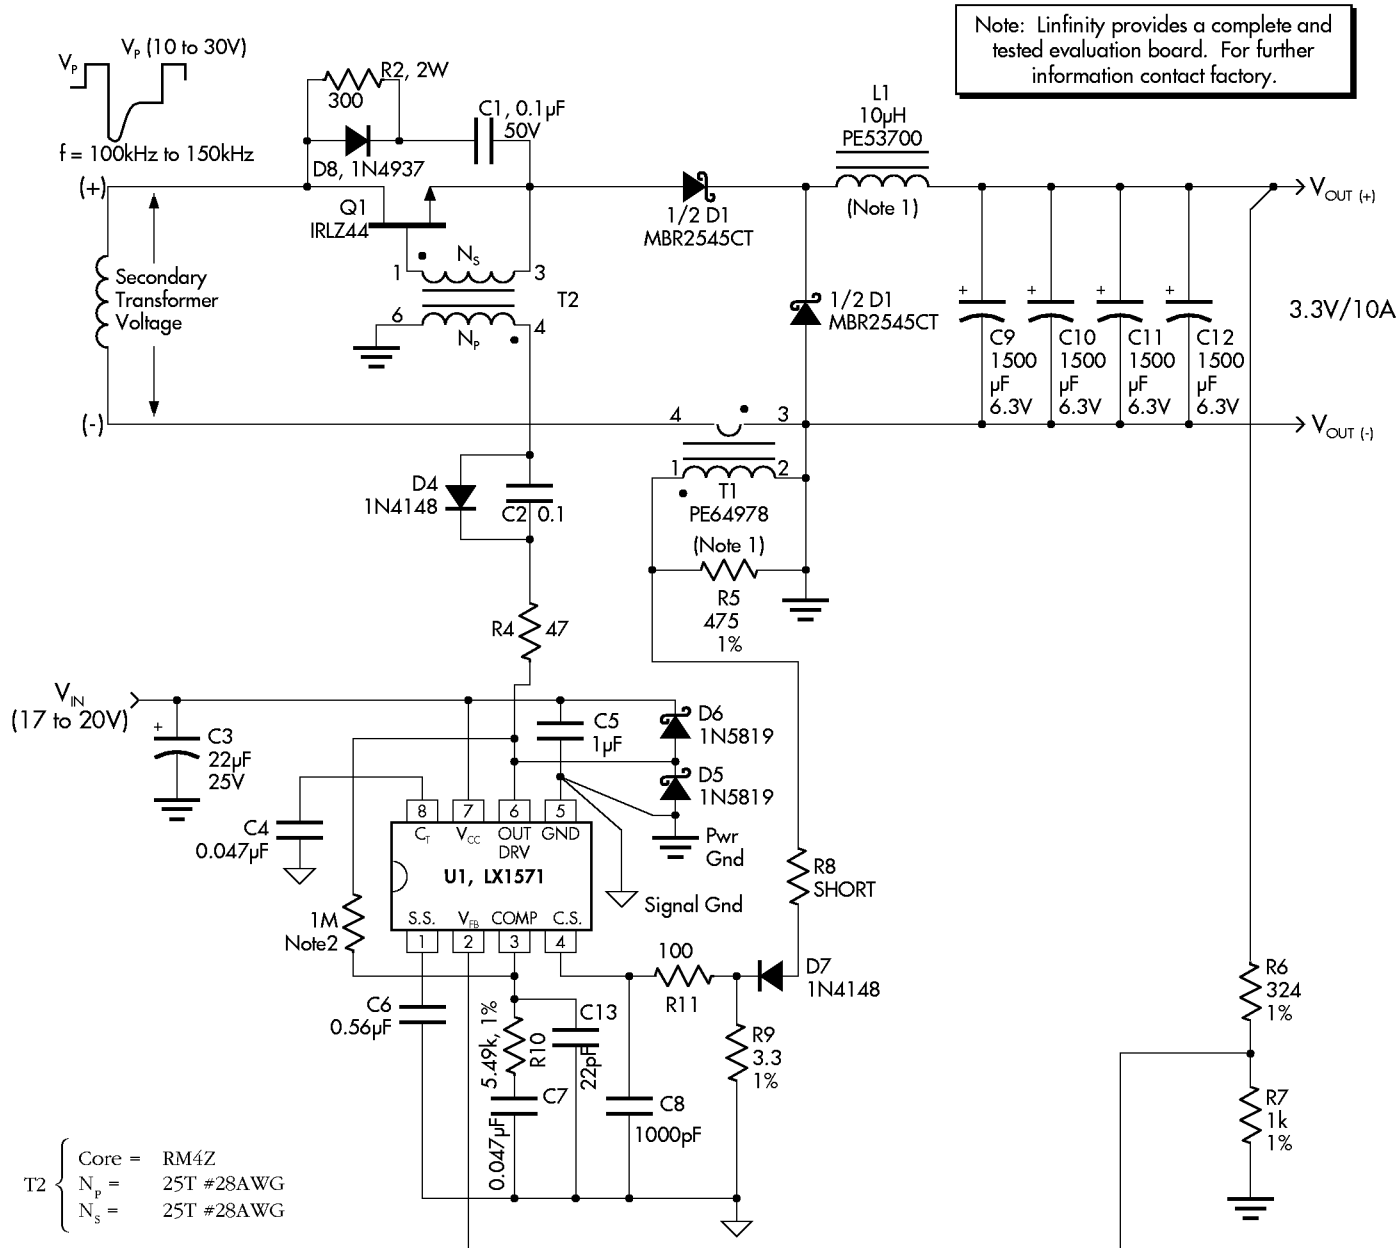 Note: Linfinity provides a complete and
tested evaluation board. For further
information contact factory.
VP
VP (10 to 30V)
f = 100kHz to 150kHz
R2, 2W
300
C1, 0.1µF
50V
D8, 1N4937
L1
10µH
PE53700
(Note 1)
(+)
Q1
IRLZ44
1/2 D1
MBR2545CT
VOUT (+)
Secondary
Transformer
Voltage
1
NS
3
T2
6
NP
4
1/2 D1
MBR2545CT
+
C9
1500
µF
6.3V
+
C10
1500
µF
6.3V
+
C11
1500
µF
6.3V
+
C12
1500
µF
6.3V
3.3V/10A
(-)
4
3
VOUT (-)
1
2
T1
PE64978
(Note 1)
D4
1N4148
C2 0.1
R5
475
1%
R4 47
VIN
(17 to 20V)
+
C3
22µF
25V
C5
1µF
D6
1N5819
D5
1N5819
C4
0.047µF
8
7
6
5
CT
VCC
OUT
DRV
GND
U1, LX1571
S.S.
VFB
COMP
C.S.
1
2
3
4
Pwr
Gnd
Signal Gnd
R8
SHORT
1M
Note2
100
R11
D7
1N4148
C6
0.56µF
5.49k, 1%
R10
C13
22pF
C7
0.047µF
C8
1000pF
R9
3.3
1%
R6
324
1%
R7
1k
1%
T2
Core = RM4Z
NP = 25T #28AWG
NS = 25T #28AWG